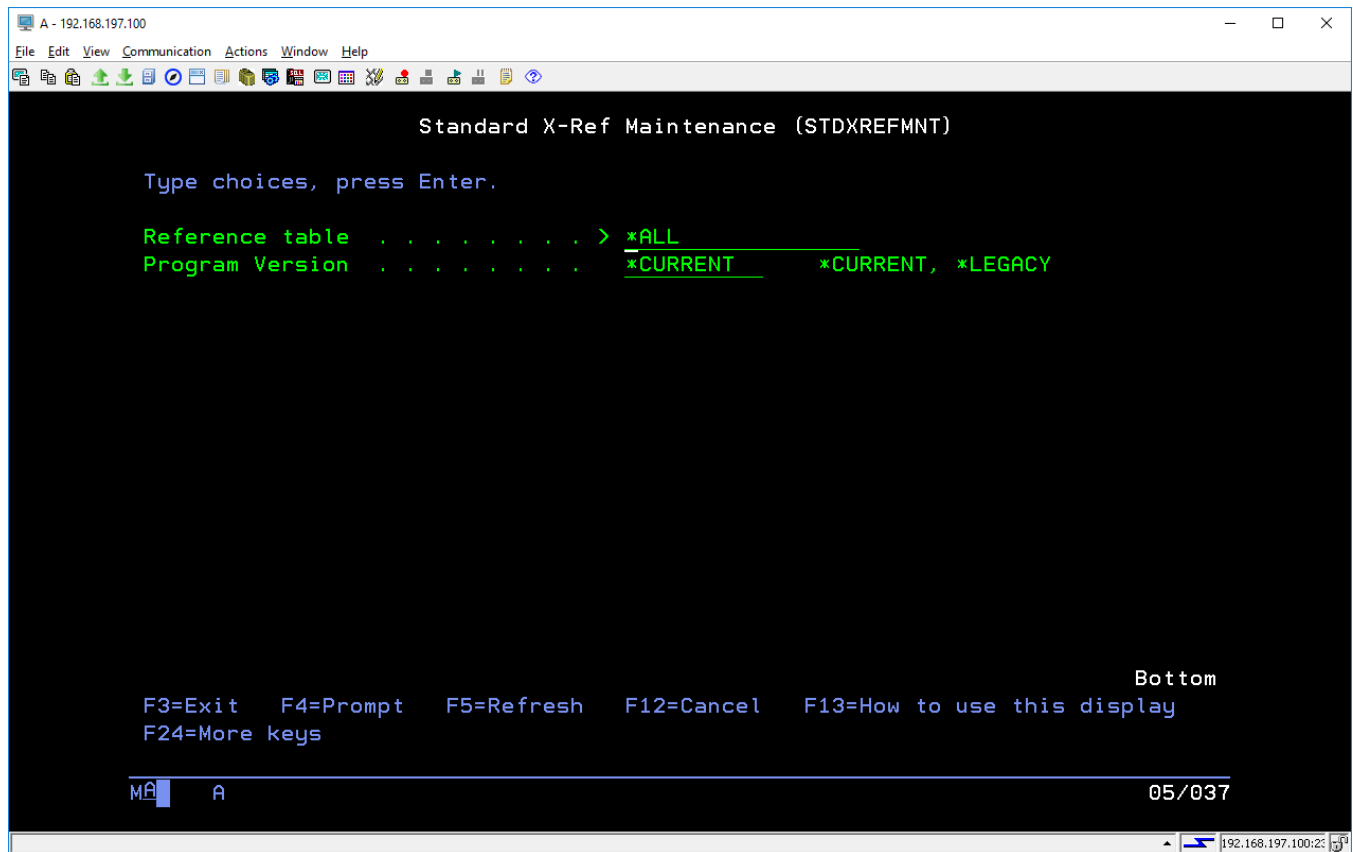 A - 192.168.197.100
File Edit View Communication Actions Window Help
Standard X-Ref Maintenance (STDXREFMNT)
Type choices, press Enter.
Reference table . . . . . . . . > *ALL
Program Version . . . . . . . . *CURRENT *CURRENT, *LEGACY
Bottom
F3=Exit F4=Prompt F5=Refresh F12=Cancel F13=How to use this display
F24=More keys
MA A 05/037
192.168.197.100:23